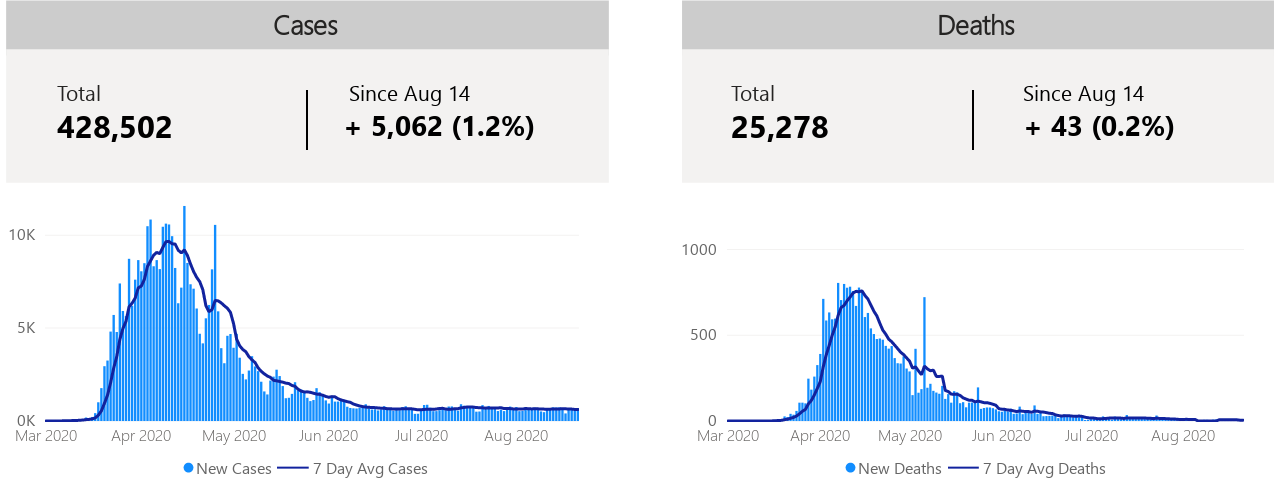 Cases
Total
428,502
Since Aug 14
+ 5,062 (1.2%)
10K
5K
0K
Mar 2020 Apr 2020 May 2020 Jun 2020 Jul 2020 Aug 2020
New Cases 7 Day Avg Cases
Deaths
Total
25,278
Since Aug 14
+ 43 (0.2%)
1000
500
0
Mar 2020 Apr 2020 May 2020 Jun 2020 Jul 2020 Aug 2020
New Deaths 7 Day Avg Deaths